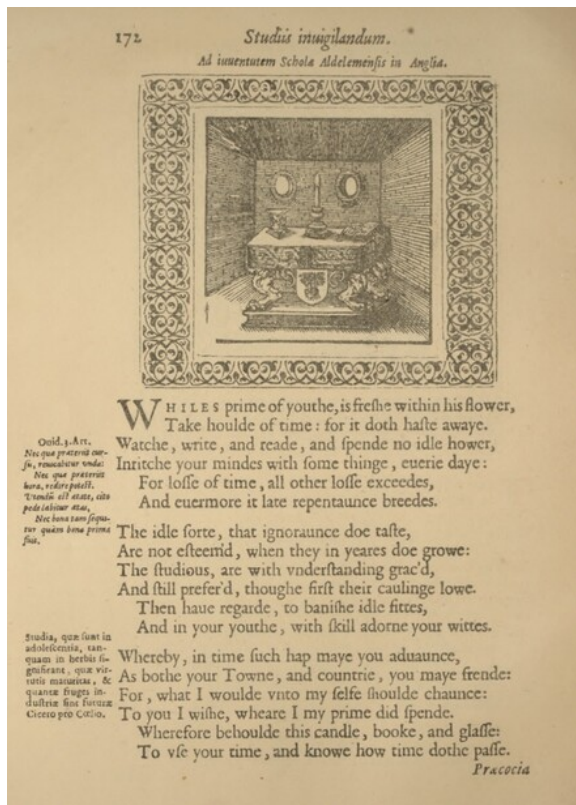 172
Studiis inuigilandum.
Ad iuuentutem Scholæ Aldelemensis in Anglia.
WHILES prime of youthe, is freshe within his flower,
Take houlde of time: for it doth haste awaye.
Watche, write, and reade, and spende no idle hower,
Inritche your mindes with some thinge, euerie daye:
For losse of time, all other losse exceedes,
And euermore it late repentaunce breedes.
Ouid. 3. Art.
Nec quæ præteriit cur-
su, reuocabitur vnda:
Nec quæ præteriit
hora, redire potest.
Vtendū est ætate, cito
pede labitur ætas,
Nec bona tam sequi-
tur quàm bona prima
fuit.
The idle sorte, that ignoraunce doe taste,
Are not esteem'd, when they in yeares doe growe:
The studious, are with vnderstanding grac'd,
And still prefer'd, thoughe first their caulinge lowe.
Then haue regarde, to banishe idle fittes,
And in your youthe, with skill adorne your wittes.
Studia, quæ sunt in
adolescentia, tan-
quam in herbis si-
gnificant, quæ vir-
tutis maturitas, &
quantæ fruges in-
dustriæ sint futuræ
Cicero pro Cœlio.
Whereby, in time such hap maye you aduaunce,
As bothe your Towne, and countrie, you maye frende:
For, what I woulde vnto my selfe shoulde chaunce:
To you I wishe, wheare I my prime did spende.
Wherefore behoulde this candle, booke, and glasse:
To vse your time, and knowe how time dothe passe.
Præcocia